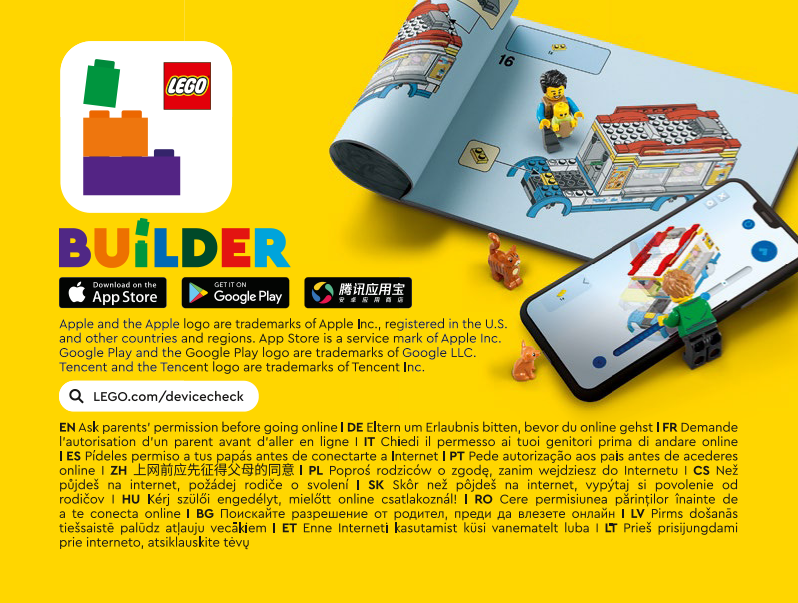 LEGO
BUiLDER
Download on the
App Store
GET IT ON
Google Play
腾讯应用宝
安卓应用商店
16
Apple and the Apple logo are trademarks of Apple Inc., registered in the U.S.
and other countries and regions. App Store is a service mark of Apple Inc.
Google Play and the Google Play logo are trademarks of Google LLC.
Tencent and the Tencent logo are trademarks of Tencent Inc.
LEGO.com/devicecheck
EN Ask parents’ permission before going online I DE Eltern um Erlaubnis bitten, bevor du online gehst I FR Demande
l’autorisation d’un parent avant d’aller en ligne I IT Chiedi il permesso ai tuoi genitori prima di andare online
I ES Pídeles permiso a tus papás antes de conectarte a Internet I PT Pede autorização aos pais antes de acederes
online I ZH 上网前应先征得父母的同意 I PL Poproś rodziców o zgodę, zanim wejdziesz do Internetu I CS Než
půjdeš na internet, požádej rodiče o svolení I SK Skôr než pôjdeš na internet, vypýtaj si povolenie od
rodičov I HU Kérj szülői engedélyt, mielőtt online csatlakoznál! I RO Cere permisiunea părinților înainte de
a te conecta online I BG Поискайте разрешение от родител, преди да влезете онлайн I LV Pirms došanās
tiešsaistē palūdz atļauju vecākiem I ET Enne Interneti kasutamist küsi vanematelt luba I LT Prieš prisijungdami
prie interneto, atsiklauskite tėvų